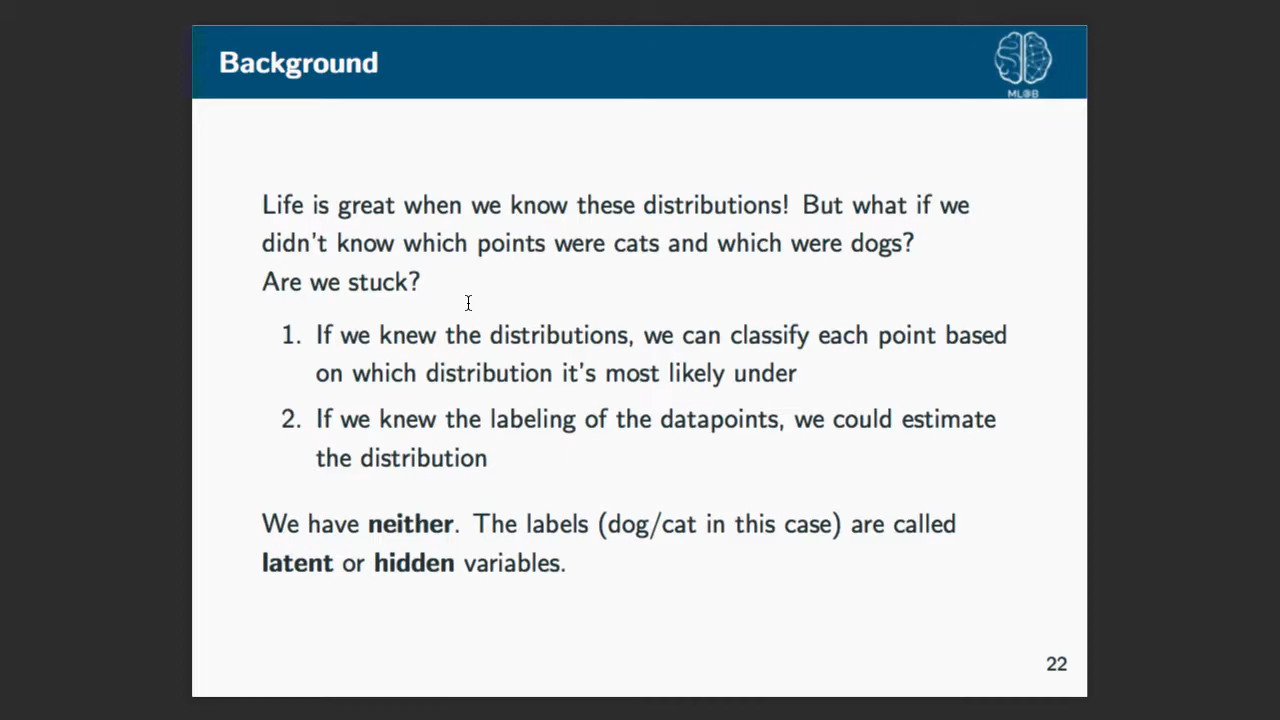 Background
ML@B
Life is great when we know these distributions! But what if we
didn't know which points were cats and which were dogs?
Are we stuck?
1. If we knew the distributions, we can classify each point based
on which distribution it's most likely under
2. If we knew the labeling of the datapoints, we could estimate
the distribution
We have neither. The labels (dog/cat in this case) are called
latent or hidden variables.
22